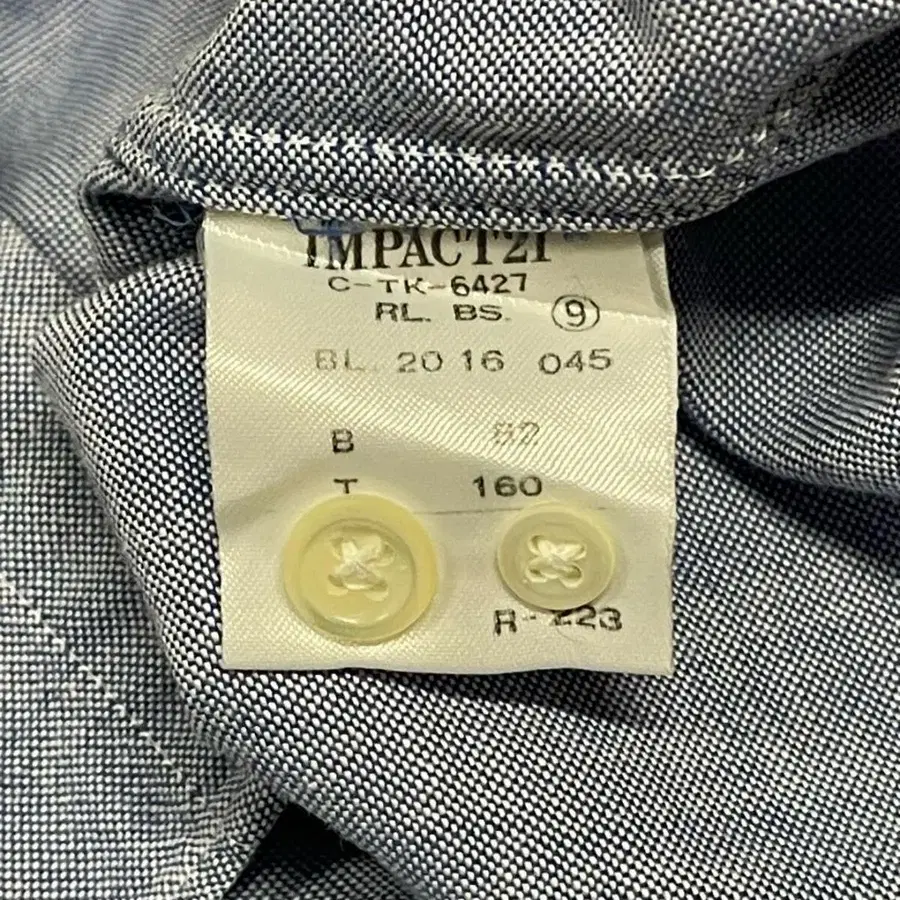 IMPACT21
C-TK-6427
RL. BS. ⑨
BL. 20 16 045
B 82
T 160
R-223